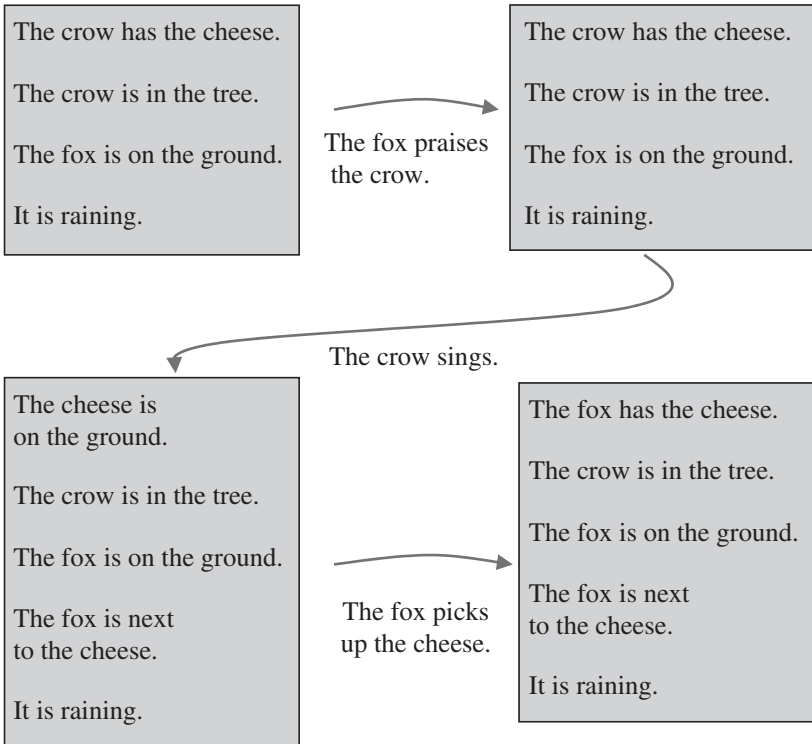 The crow has the cheese.
The crow is in the tree.
The fox is on the ground.
It is raining.
The fox praises
the crow.
The crow has the cheese.
The crow is in the tree.
The fox is on the ground.
It is raining.
The crow sings.
The cheese is
on the ground.
The crow is in the tree.
The fox is on the ground.
The fox is next
to the cheese.
It is raining.
The fox picks
up the cheese.
The fox has the cheese.
The crow is in the tree.
The fox is on the ground.
The fox is next
to the cheese.
It is raining.